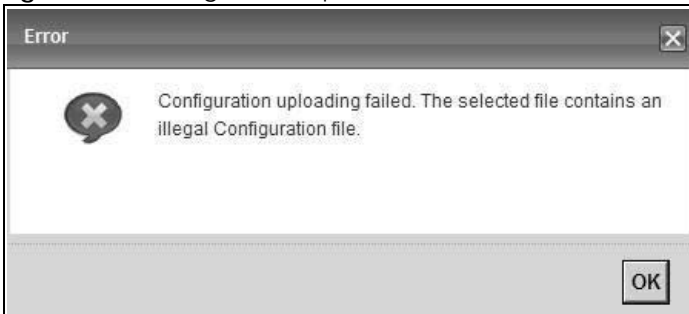 Error
Configuration uploading failed. The selected file contains an
illegal Configuration file.
OK